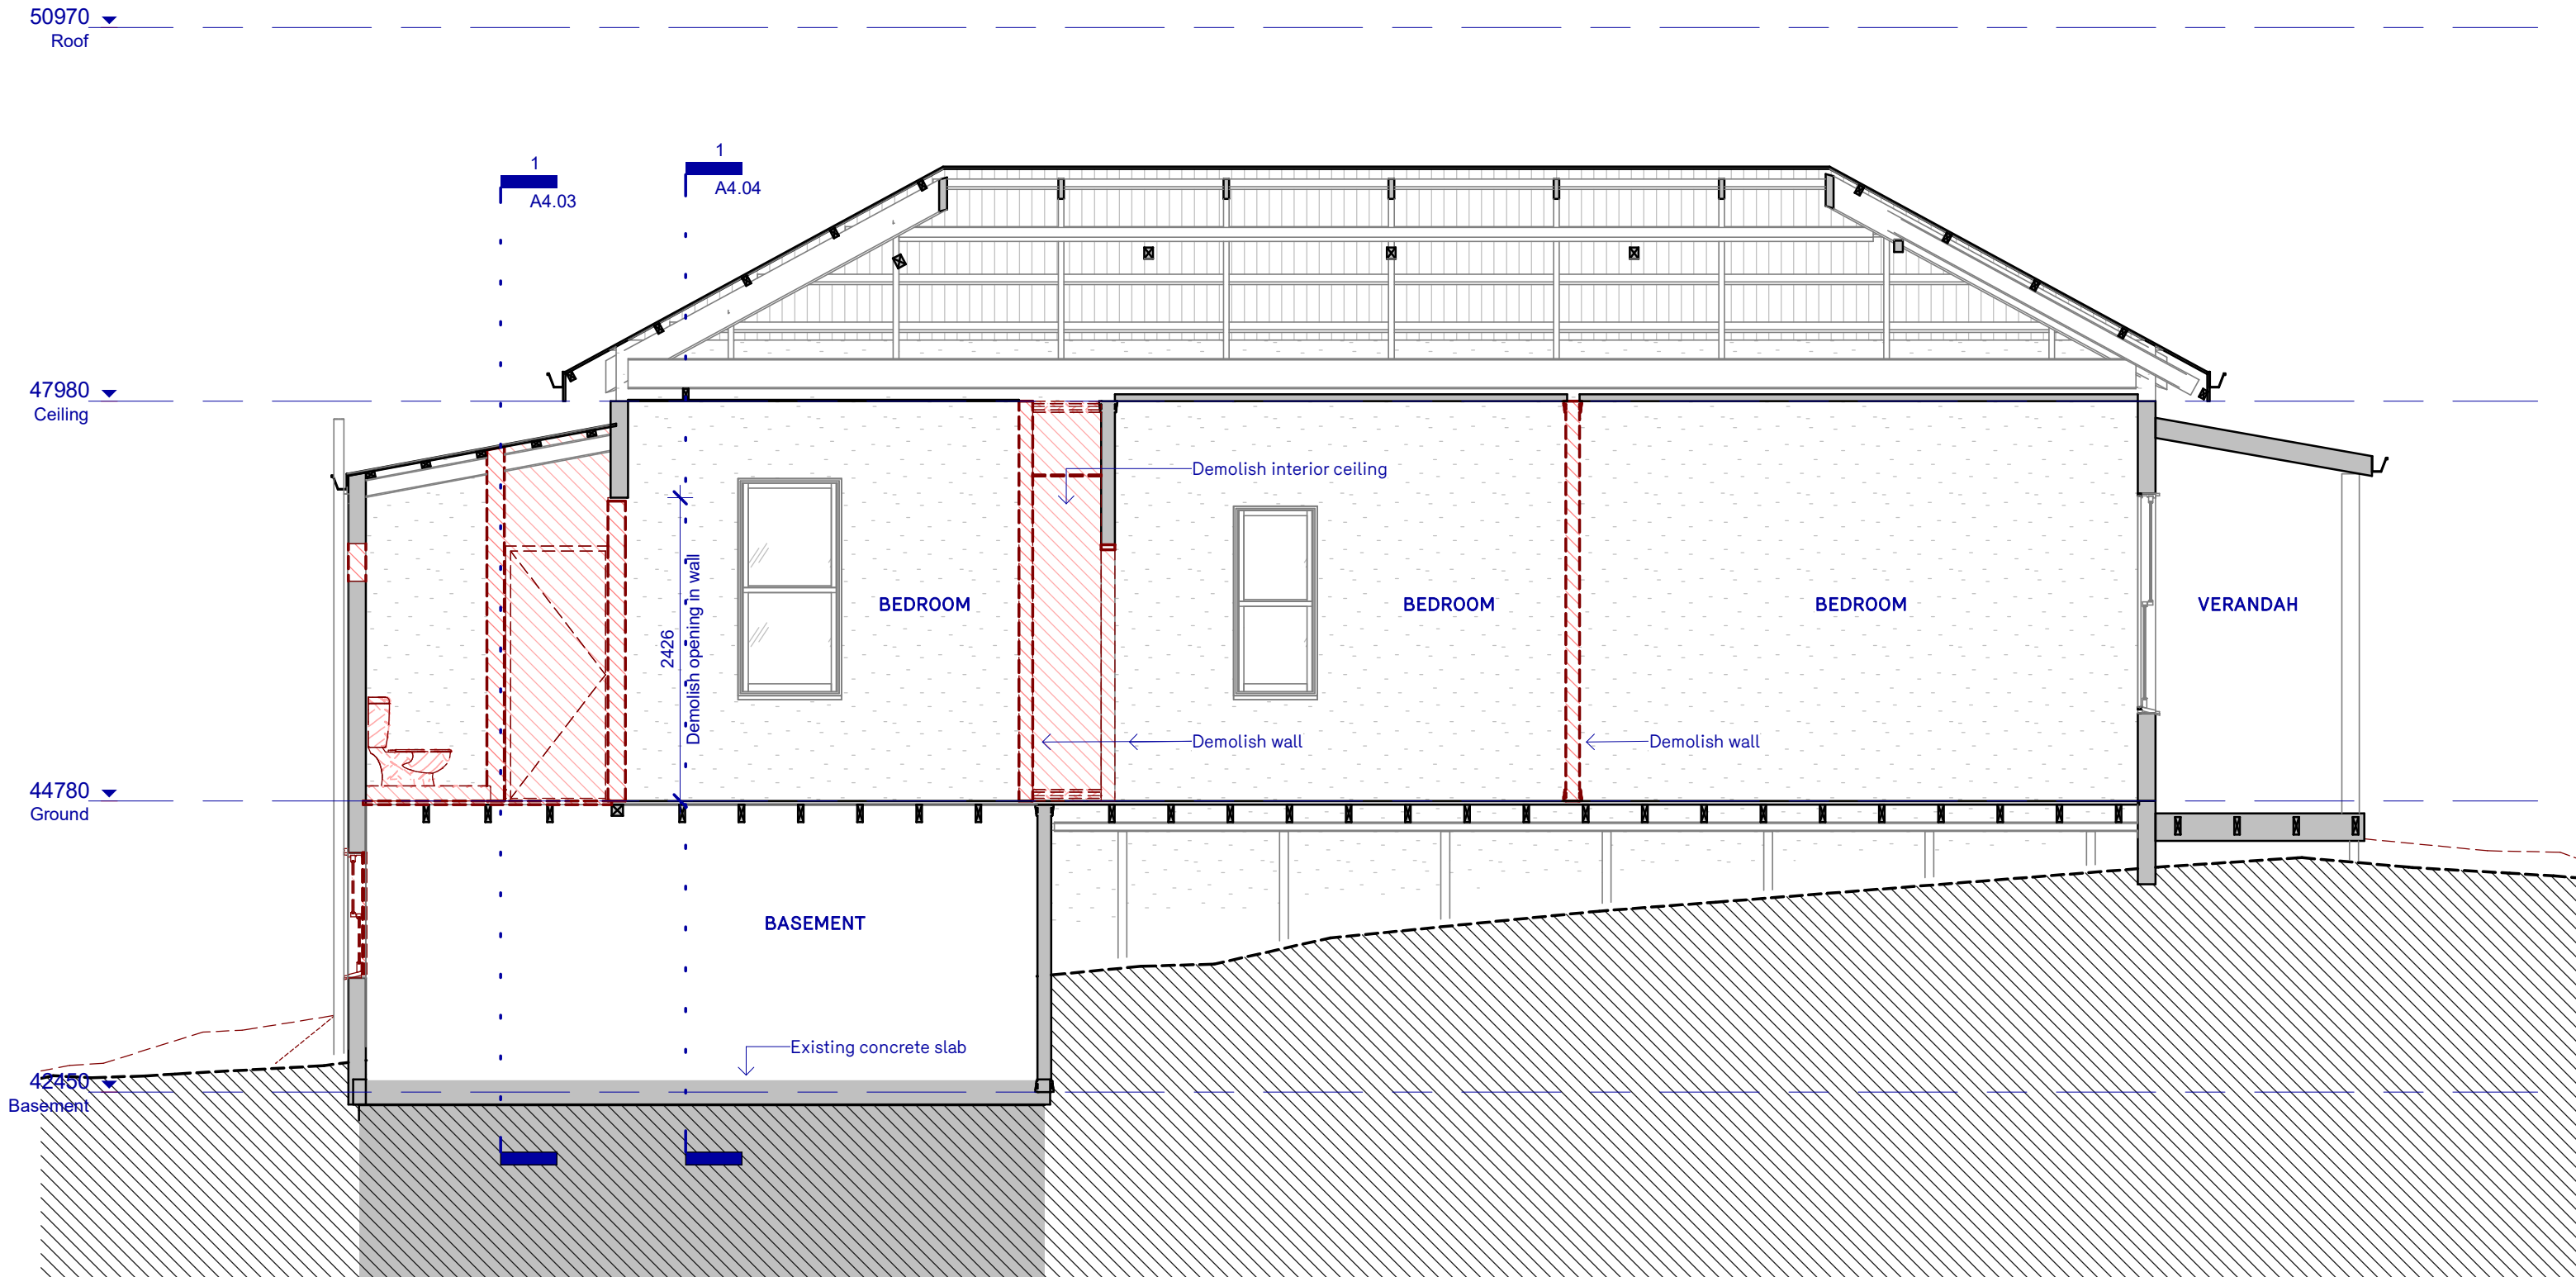 50970
Roof
1
A4.03
1
A4.04
47980
Ceiling
Demolish interior ceiling
2426
Demolish opening in wall
BEDROOM
BEDROOM
BEDROOM
VERANDAH
Demolish wall
Demolish wall
44780
Ground
BASEMENT
Existing concrete slab
42450
Basement